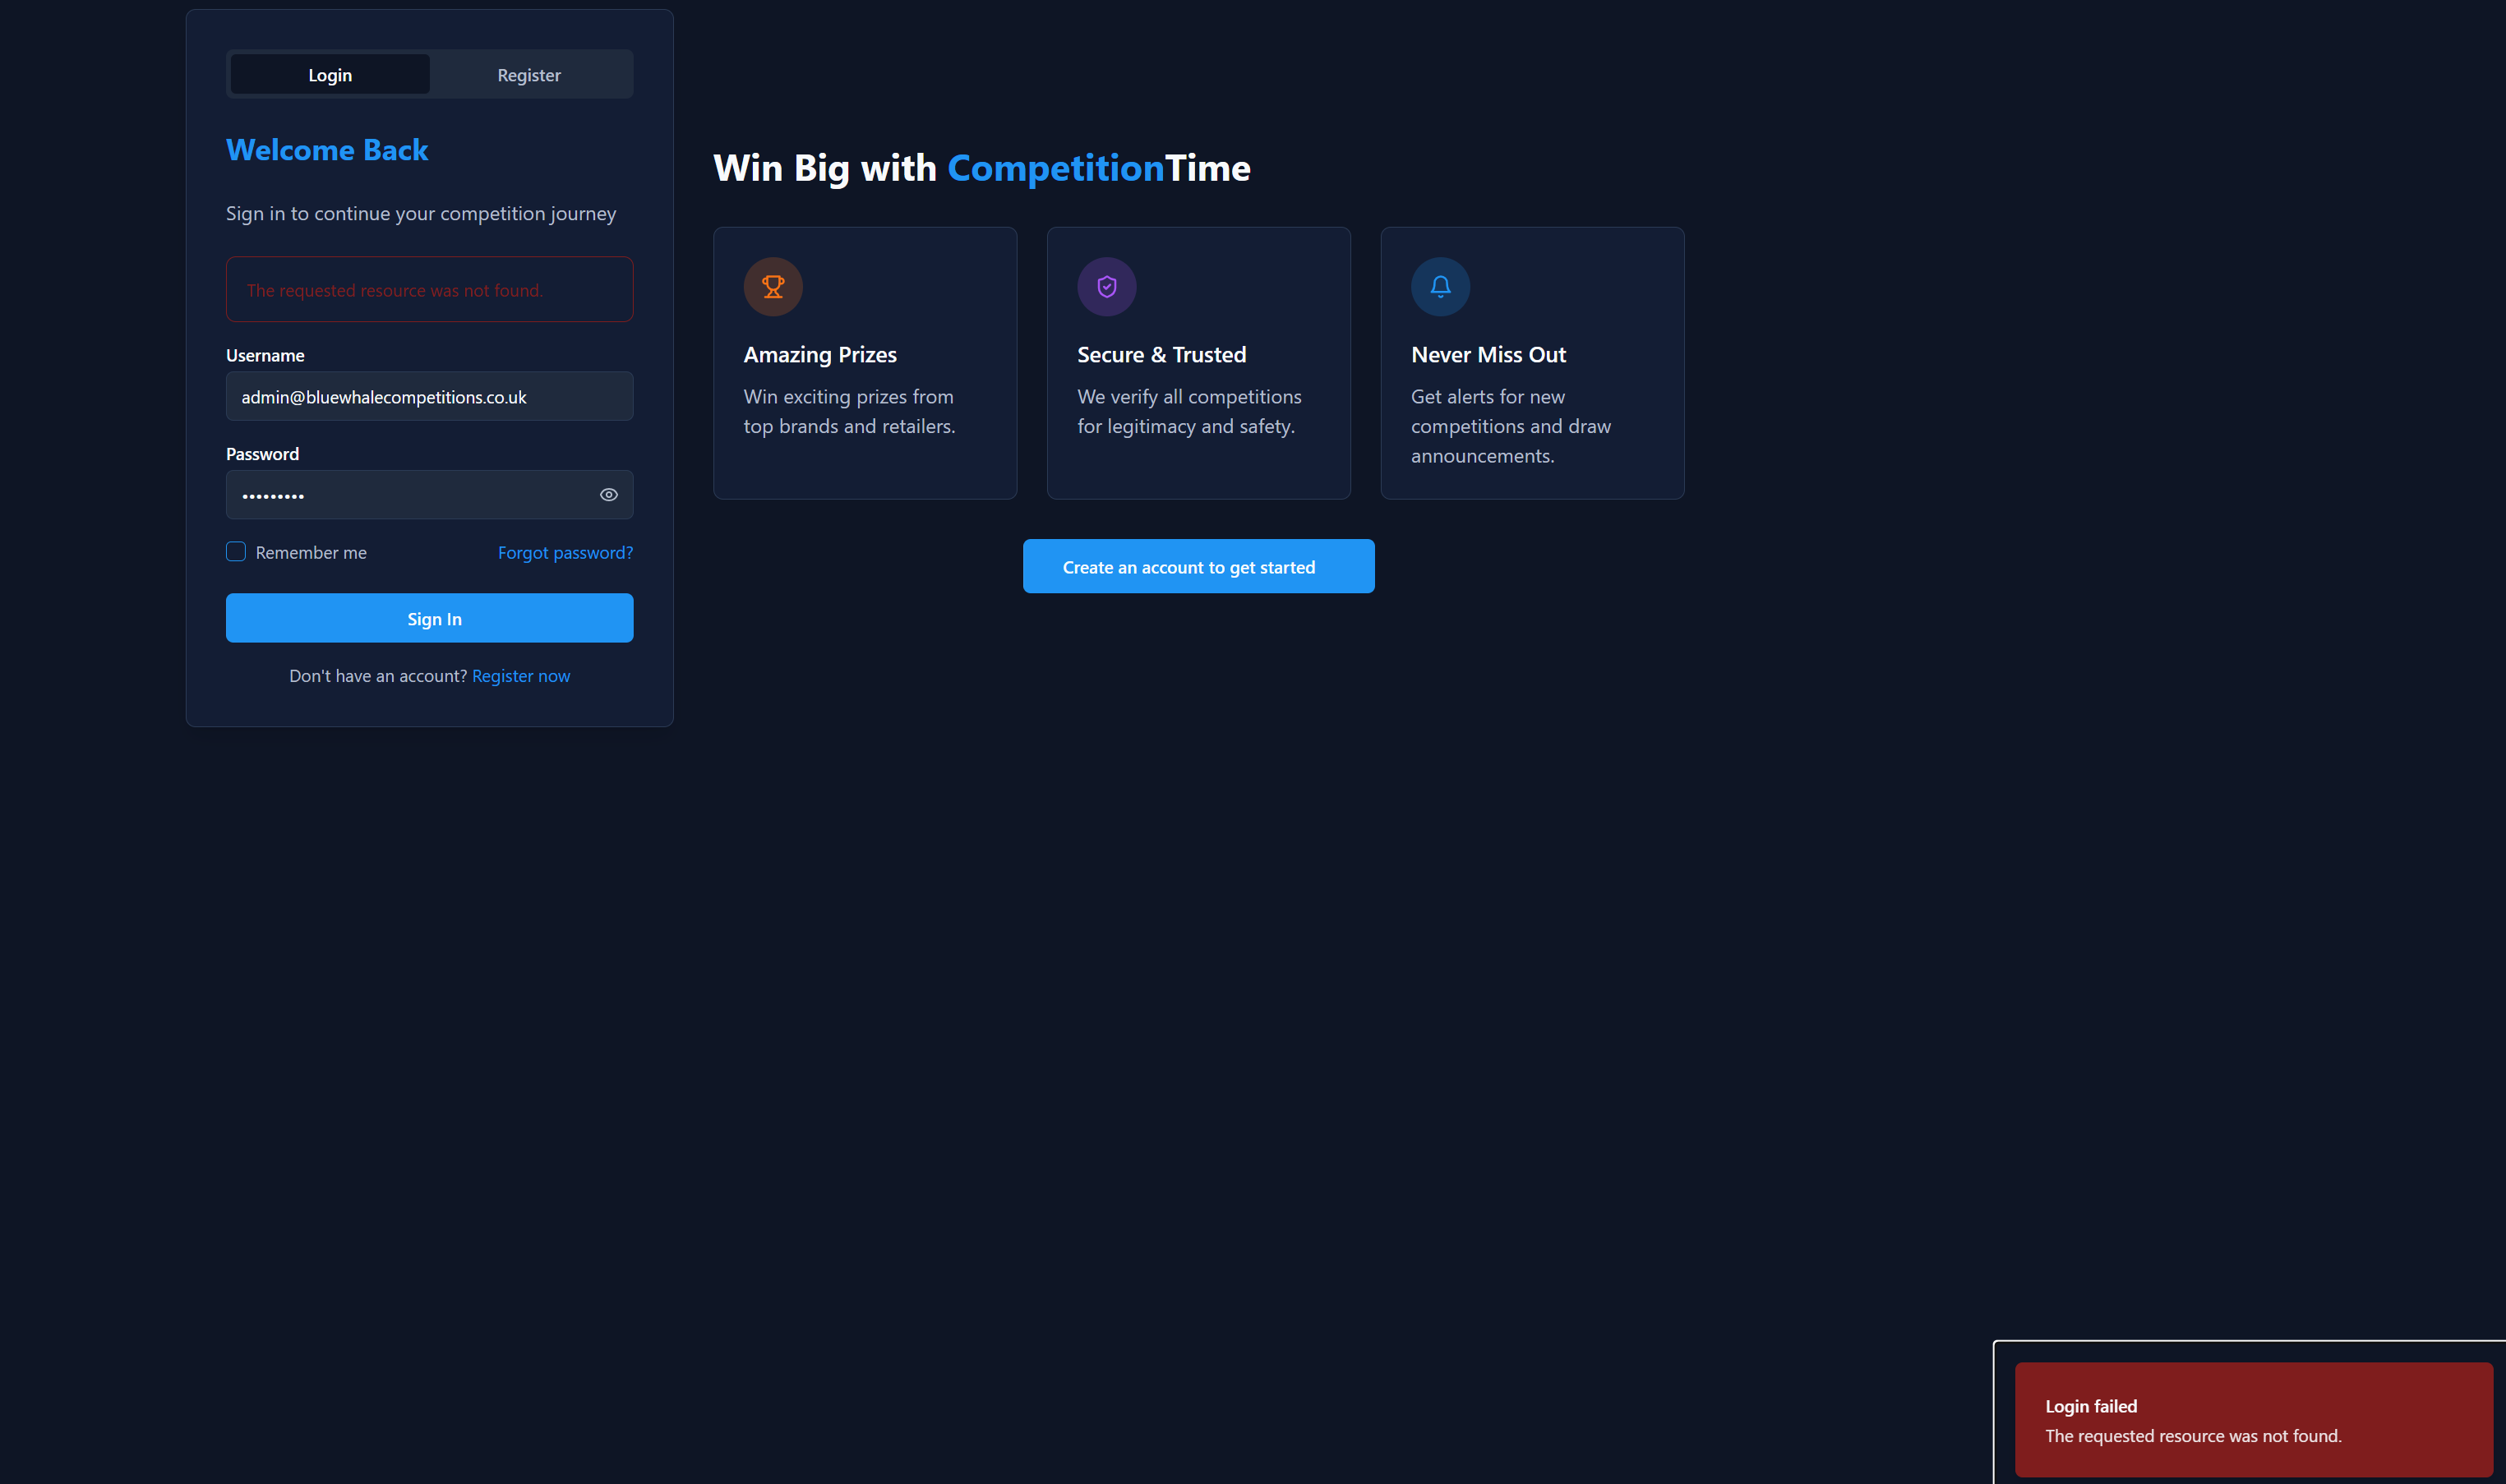 Login
Register
Welcome Back
Sign in to continue your competition journey
The requested resource was not found.
Username
admin@bluewhalecompetitions.co.uk
Password
•••••••••
Remember me
Forgot password?
Sign In
Don't have an account? Register now
Win Big with CompetitionTime
Amazing Prizes
Win exciting prizes from
top brands and retailers.
Secure & Trusted
We verify all competitions
for legitimacy and safety.
Never Miss Out
Get alerts for new
competitions and draw
announcements.
Create an account to get started
Login failed
The requested resource was not found.